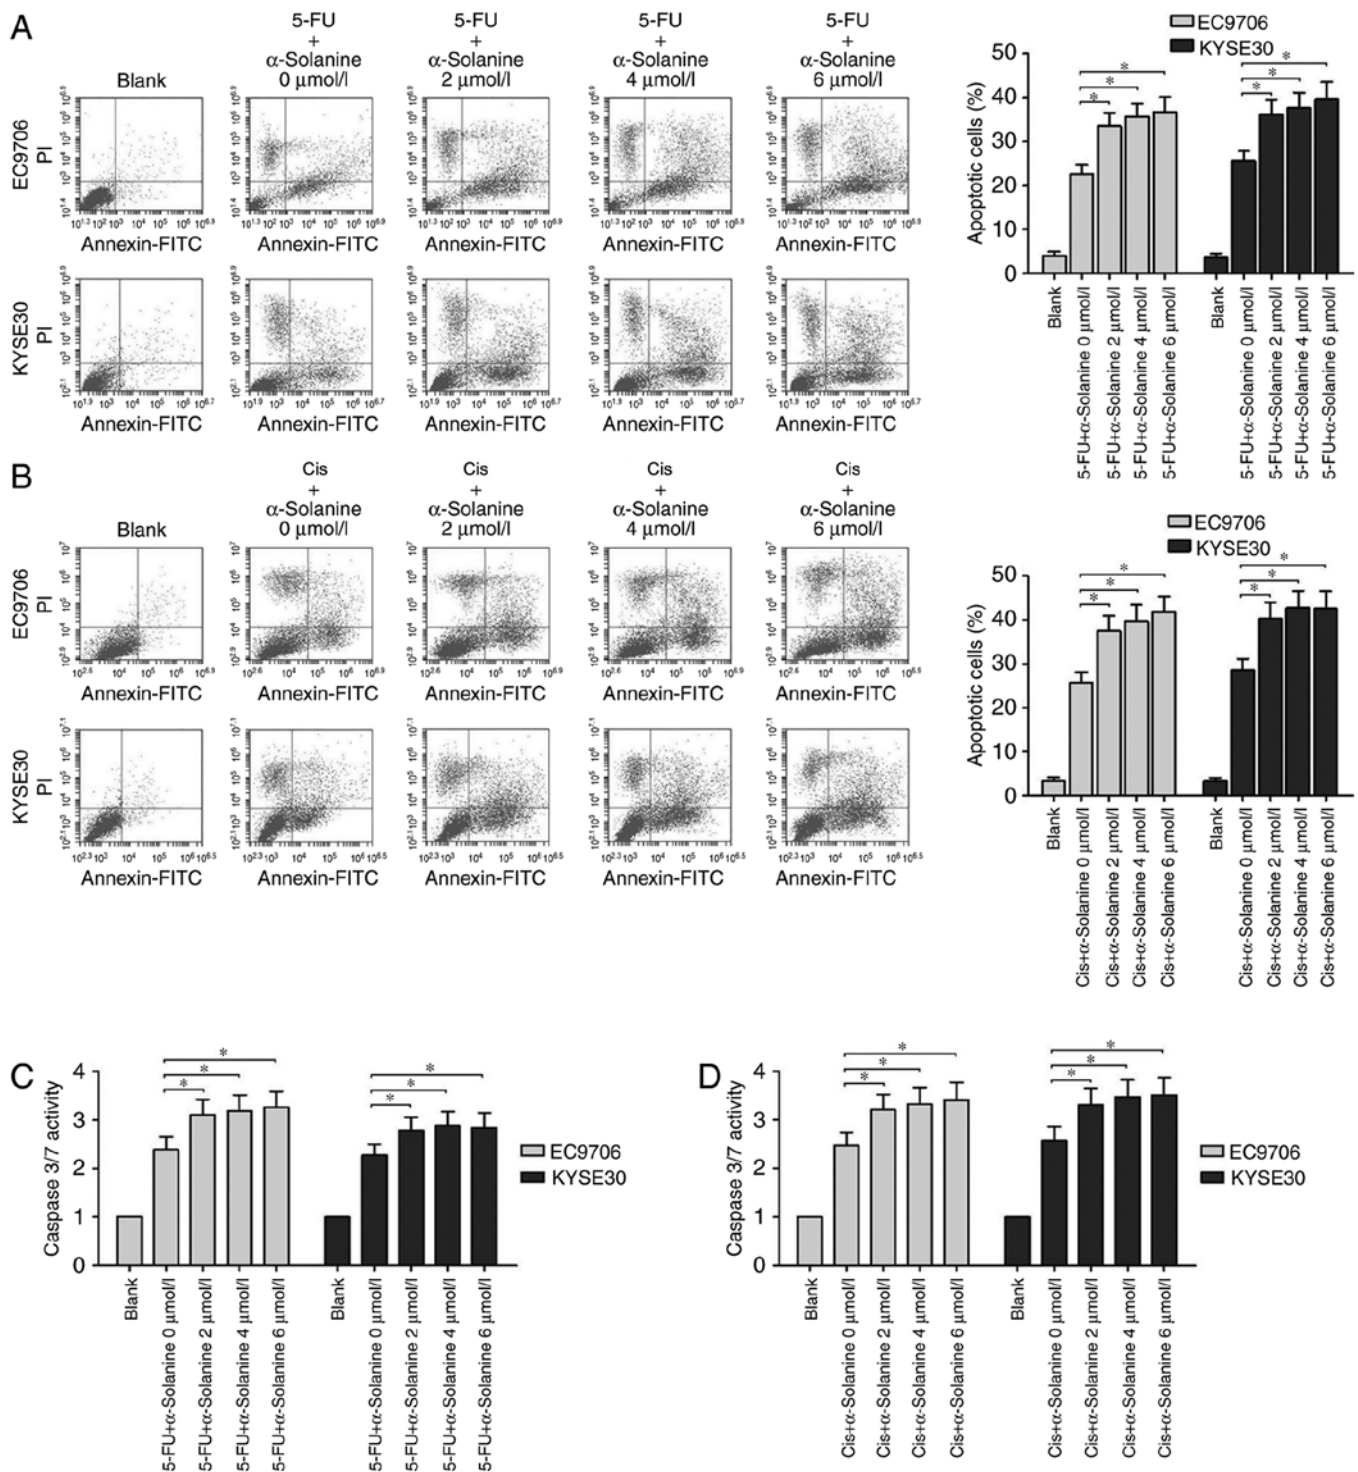 A
5-FU
+
α-Solanine
0 μmol/l
5-FU
+
α-Solanine
2 μmol/l
5-FU
+
α-Solanine
4 μmol/l
5-FU
+
α-Solanine
6 μmol/l
Blank
EC9706
PI
Annexin-FITC
Annexin-FITC
Annexin-FITC
Annexin-FITC
Annexin-FITC
KYSE30
PI
Annexin-FITC
Annexin-FITC
Annexin-FITC
Annexin-FITC
Annexin-FITC
EC9706
KYSE30
Apoptotic cells (%)
50
40
30
20
10
0
* * * * * *
Blank
5-FU+α-Solanine 0 μmol/l
5-FU+α-Solanine 2 μmol/l
5-FU+α-Solanine 4 μmol/l
5-FU+α-Solanine 6 μmol/l
Blank
5-FU+α-Solanine 0 μmol/l
5-FU+α-Solanine 2 μmol/l
5-FU+α-Solanine 4 μmol/l
5-FU+α-Solanine 6 μmol/l
B
Cis
+
α-Solanine
0 μmol/l
Cis
+
α-Solanine
2 μmol/l
Cis
+
α-Solanine
4 μmol/l
Cis
+
α-Solanine
6 μmol/l
Blank
EC9706
PI
Annexin-FITC
Annexin-FITC
Annexin-FITC
Annexin-FITC
Annexin-FITC
KYSE30
PI
Annexin-FITC
Annexin-FITC
Annexin-FITC
Annexin-FITC
Annexin-FITC
EC9706
KYSE30
Apoptotic cells (%)
50
40
30
20
10
0
* * * * * *
Blank
Cis+α-Solanine 0 μmol/l
Cis+α-Solanine 2 μmol/l
Cis+α-Solanine 4 μmol/l
Cis+α-Solanine 6 μmol/l
Blank
Cis+α-Solanine 0 μmol/l
Cis+α-Solanine 2 μmol/l
Cis+α-Solanine 4 μmol/l
Cis+α-Solanine 6 μmol/l
C
Caspase 3/7 activity
4
3
2
1
0
* * * * * *
EC9706
KYSE30
Blank
5-FU+α-Solanine 0 μmol/l
5-FU+α-Solanine 2 μmol/l
5-FU+α-Solanine 4 μmol/l
5-FU+α-Solanine 6 μmol/l
Blank
5-FU+α-Solanine 0 μmol/l
5-FU+α-Solanine 2 μmol/l
5-FU+α-Solanine 4 μmol/l
5-FU+α-Solanine 6 μmol/l
D
Caspase 3/7 activity
4
3
2
1
0
* * * * * *
EC9706
KYSE30
Blank
Cis+α-Solanine 0 μmol/l
Cis+α-Solanine 2 μmol/l
Cis+α-Solanine 4 μmol/l
Cis+α-Solanine 6 μmol/l
Blank
Cis+α-Solanine 0 μmol/l
Cis+α-Solanine 2 μmol/l
Cis+α-Solanine 4 μmol/l
Cis+α-Solanine 6 μmol/l